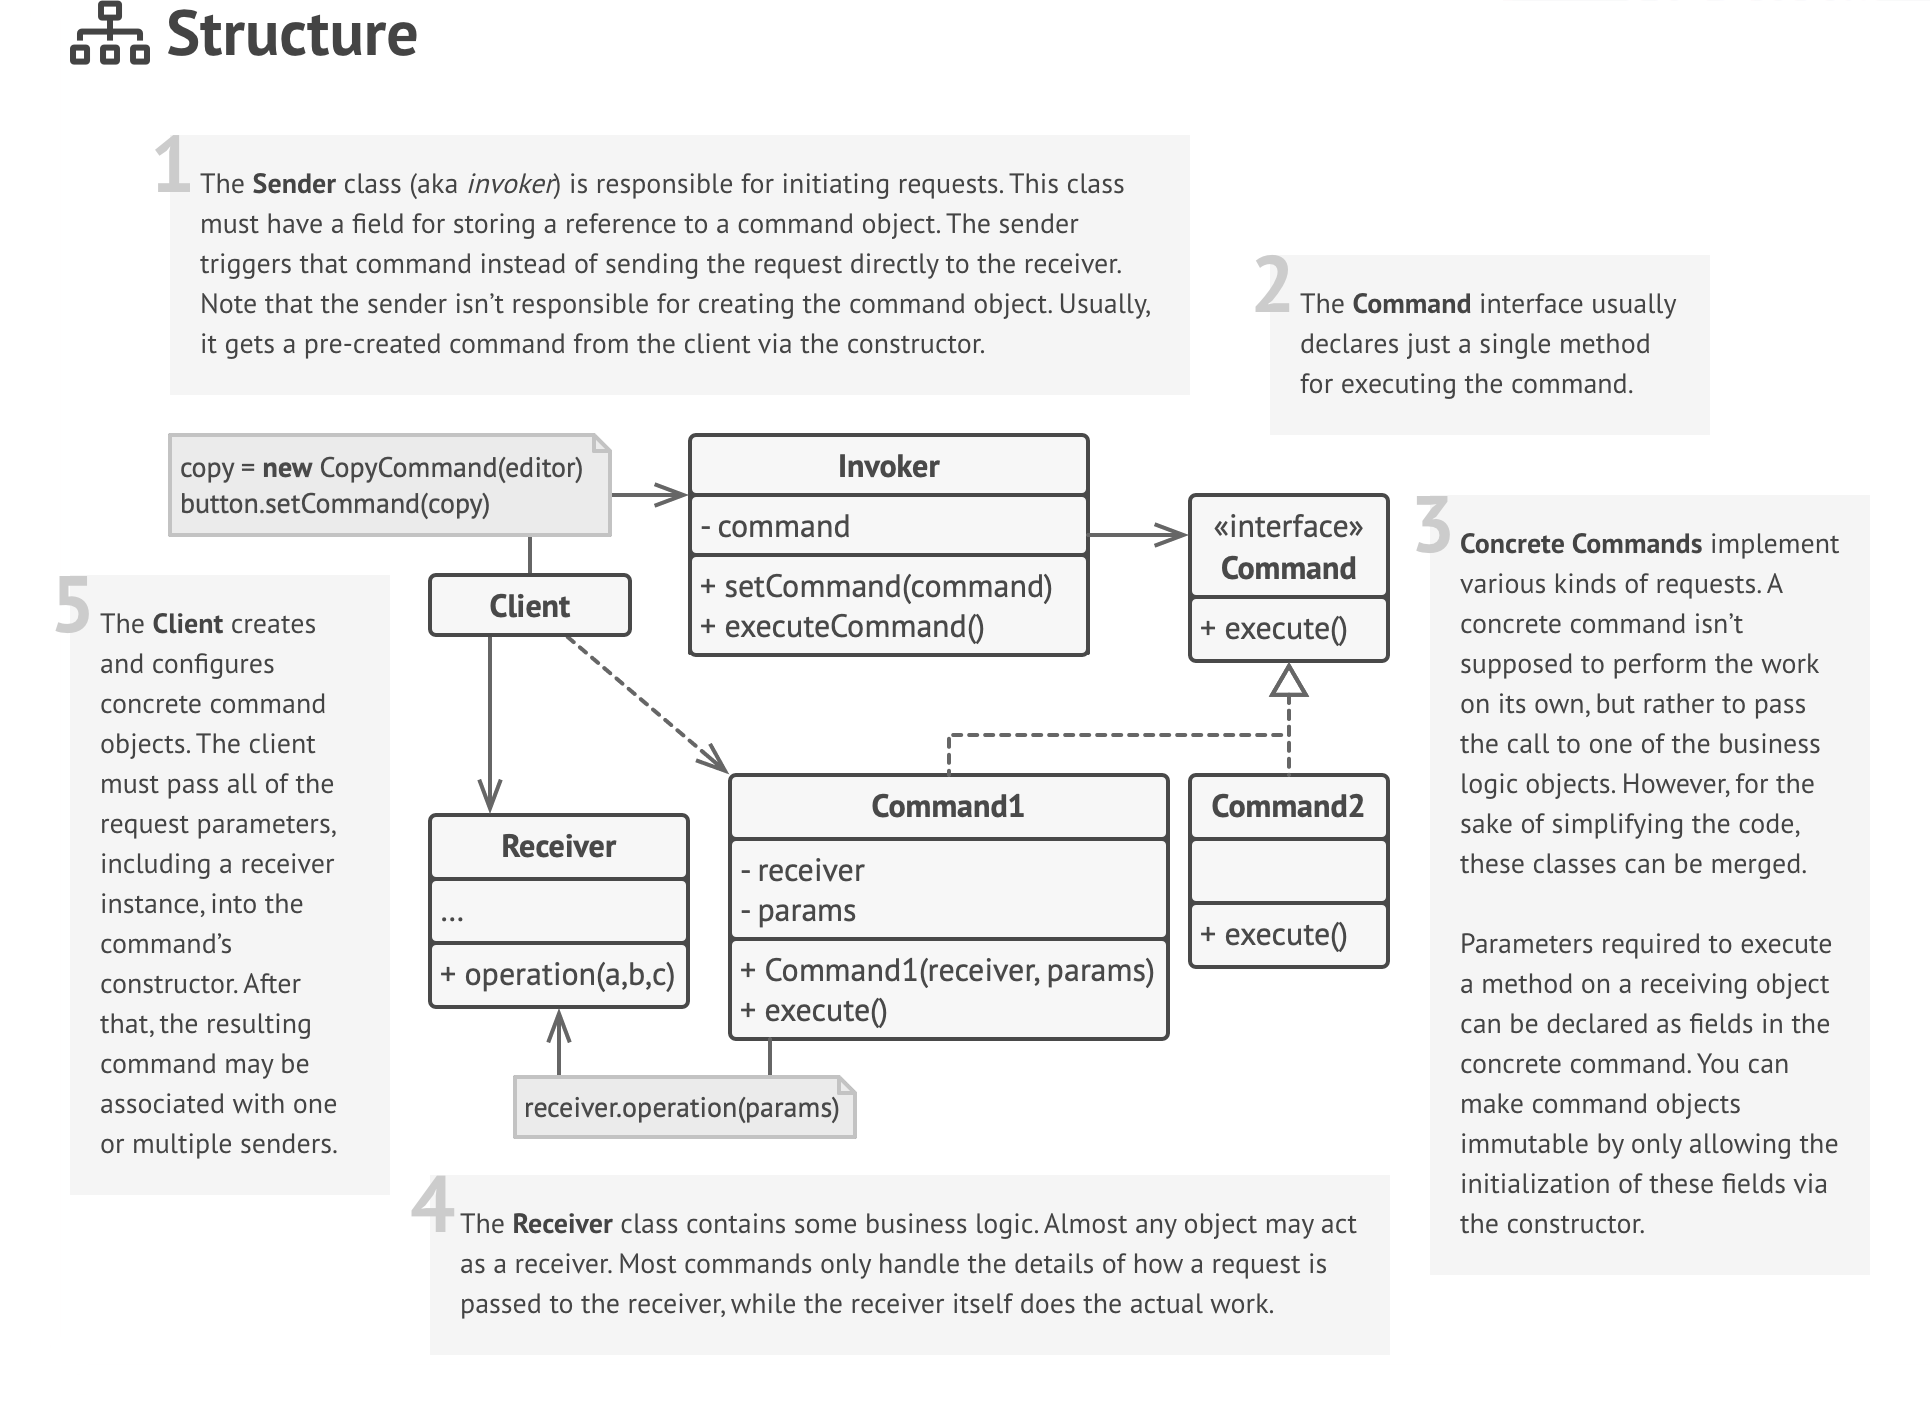 Structure
1
The Sender class (aka invoker) is responsible for initiating requests. This class
must have a field for storing a reference to a command object. The sender
triggers that command instead of sending the request directly to the receiver.
Note that the sender isn’t responsible for creating the command object. Usually,
it gets a pre-created command from the client via the constructor.
2
The Command interface usually
declares just a single method
for executing the command.
copy = new CopyCommand(editor)
button.setCommand(copy)
Invoker
- command
+ setCommand(command)
+ executeCommand()
«interface»
Command
+ execute()
3
Concrete Commands implement
various kinds of requests. A
concrete command isn’t
supposed to perform the work
on its own, but rather to pass
the call to one of the business
logic objects. However, for the
sake of simplifying the code,
these classes can be merged.
Parameters required to execute
a method on a receiving object
can be declared as fields in the
concrete command. You can
make command objects
immutable by only allowing the
initialization of these fields via
the constructor.
5
The Client creates
and configures
concrete command
objects. The client
must pass all of the
request parameters,
including a receiver
instance, into the
command’s
constructor. After
that, the resulting
command may be
associated with one
or multiple senders.
Client
Receiver
...
+ operation(a,b,c)
Command1
- receiver
- params
+ Command1(receiver, params)
+ execute()
Command2
+ execute()
receiver.operation(params)
4
The Receiver class contains some business logic. Almost any object may act
as a receiver. Most commands only handle the details of how a request is
passed to the receiver, while the receiver itself does the actual work.